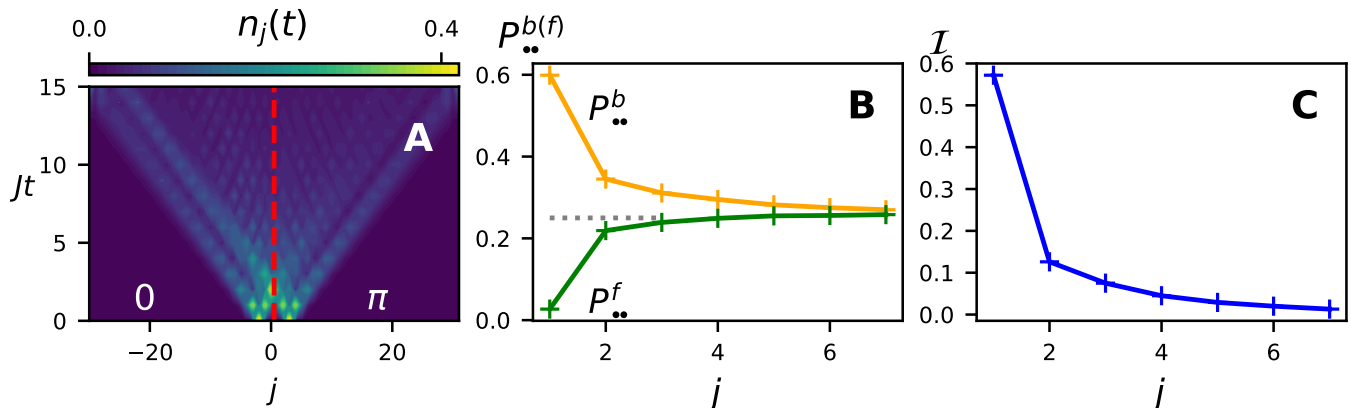 0.0 0.4
n_j(t)
15
10
5
0
Jt
A
0 π
−20 0 20
j
P^{b(f)}_{••}
0.6
0.4
0.2
0.0
B
P^b_{••}
P^f_{••}
2 4 6
j
ℐ
0.6
0.5
0.4
0.3
0.2
0.1
0.0
C
2 4 6
j